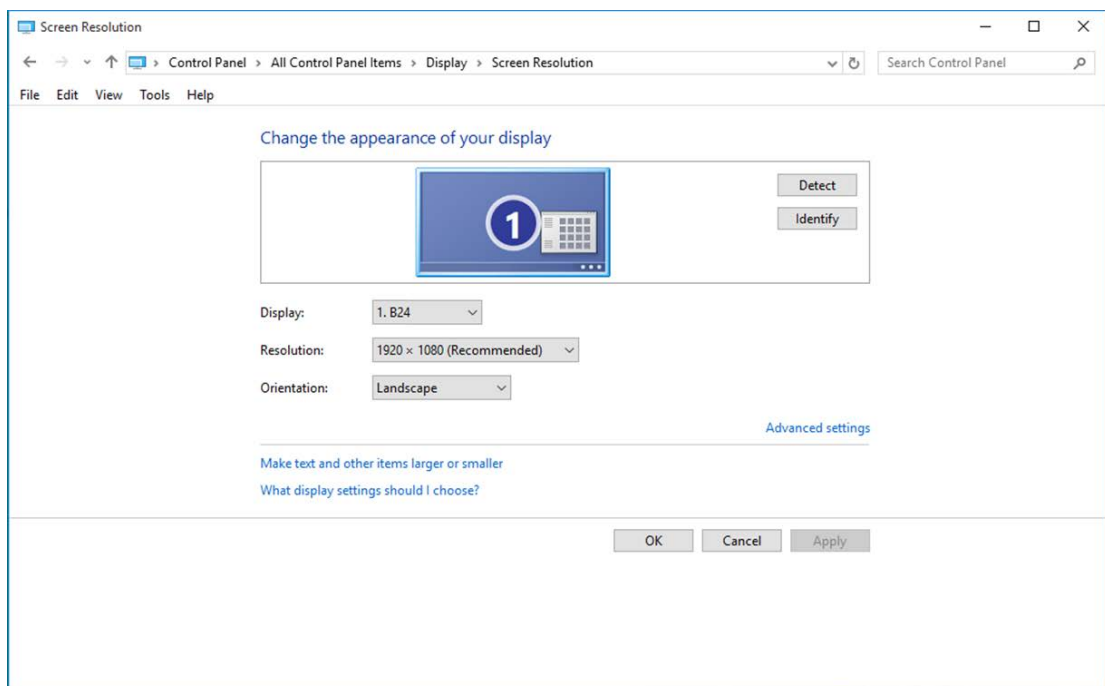 Screen Resolution
Control Panel > All Control Panel Items > Display > Screen Resolution
Search Control Panel
File Edit View Tools Help
Change the appearance of your display
1
Detect
Identify
Display: 1. B24
Resolution: 1920 × 1080 (Recommended)
Orientation: Landscape
Advanced settings
Make text and other items larger or smaller
What display settings should I choose?
OK Cancel Apply